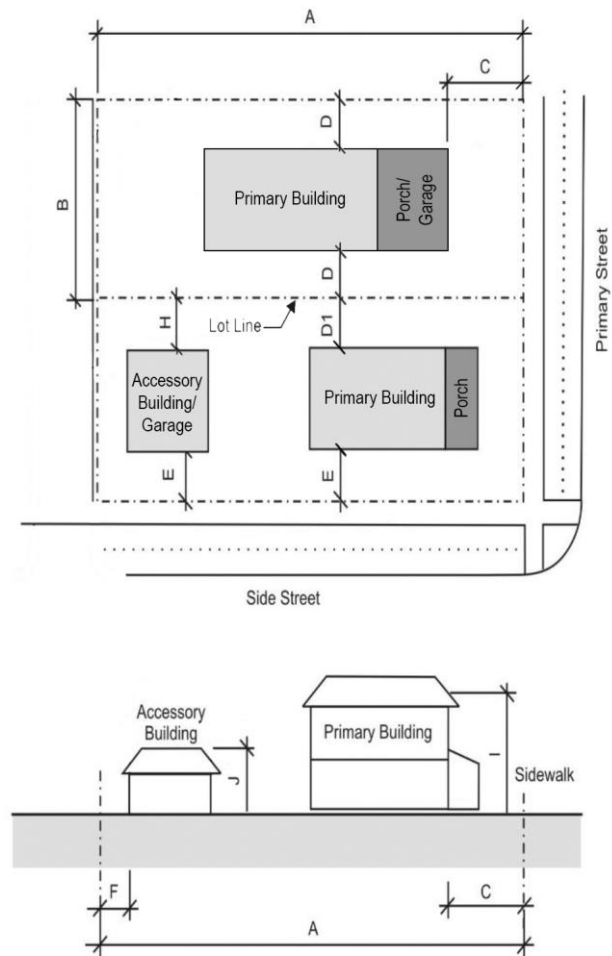 A
C
D
B
Primary Building
Porch/
Garage
Primary Street
D
H
Lot Line
D1
Accessory
Building/
Garage
Primary Building
Porch
E
E
Side Street
Accessory
Building
Primary Building
J
I
Sidewalk
F
C
A